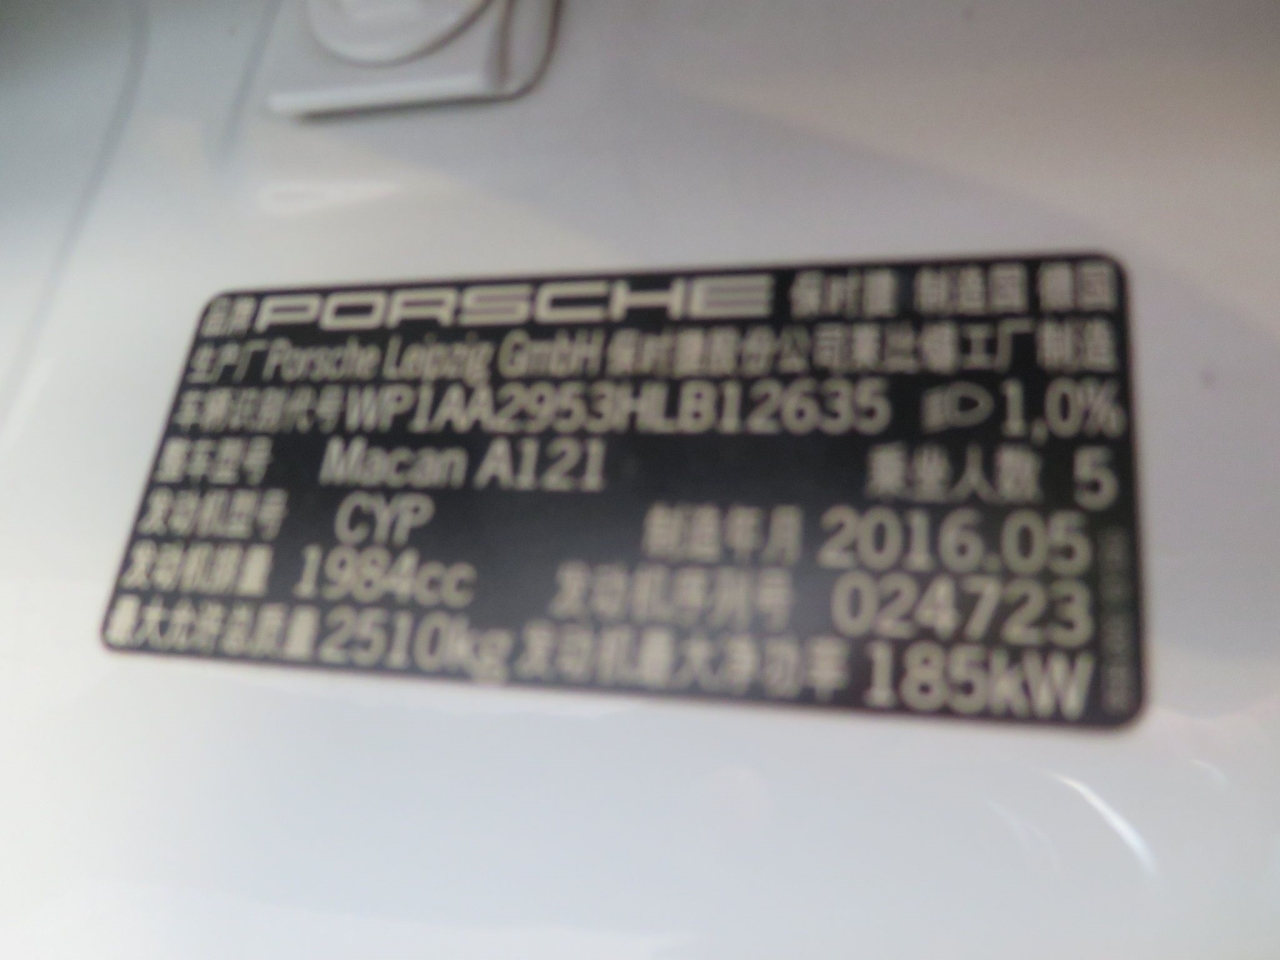 品牌 PORSCHE 保时捷 制造国 德国
生产厂 Porsche Leipzig GmbH 保时捷股份公司莱比锡工厂制造
车辆识别代号 WP1AA2953HLB12635 1,0%
整车型号 Macan A121 乘坐人数 5
发动机型号 CYP 制造年月 2016.05
发动机排量 1984cc 发动机序列号 024723
最大允许总质量 2510kg 发动机最大净功率 185kW